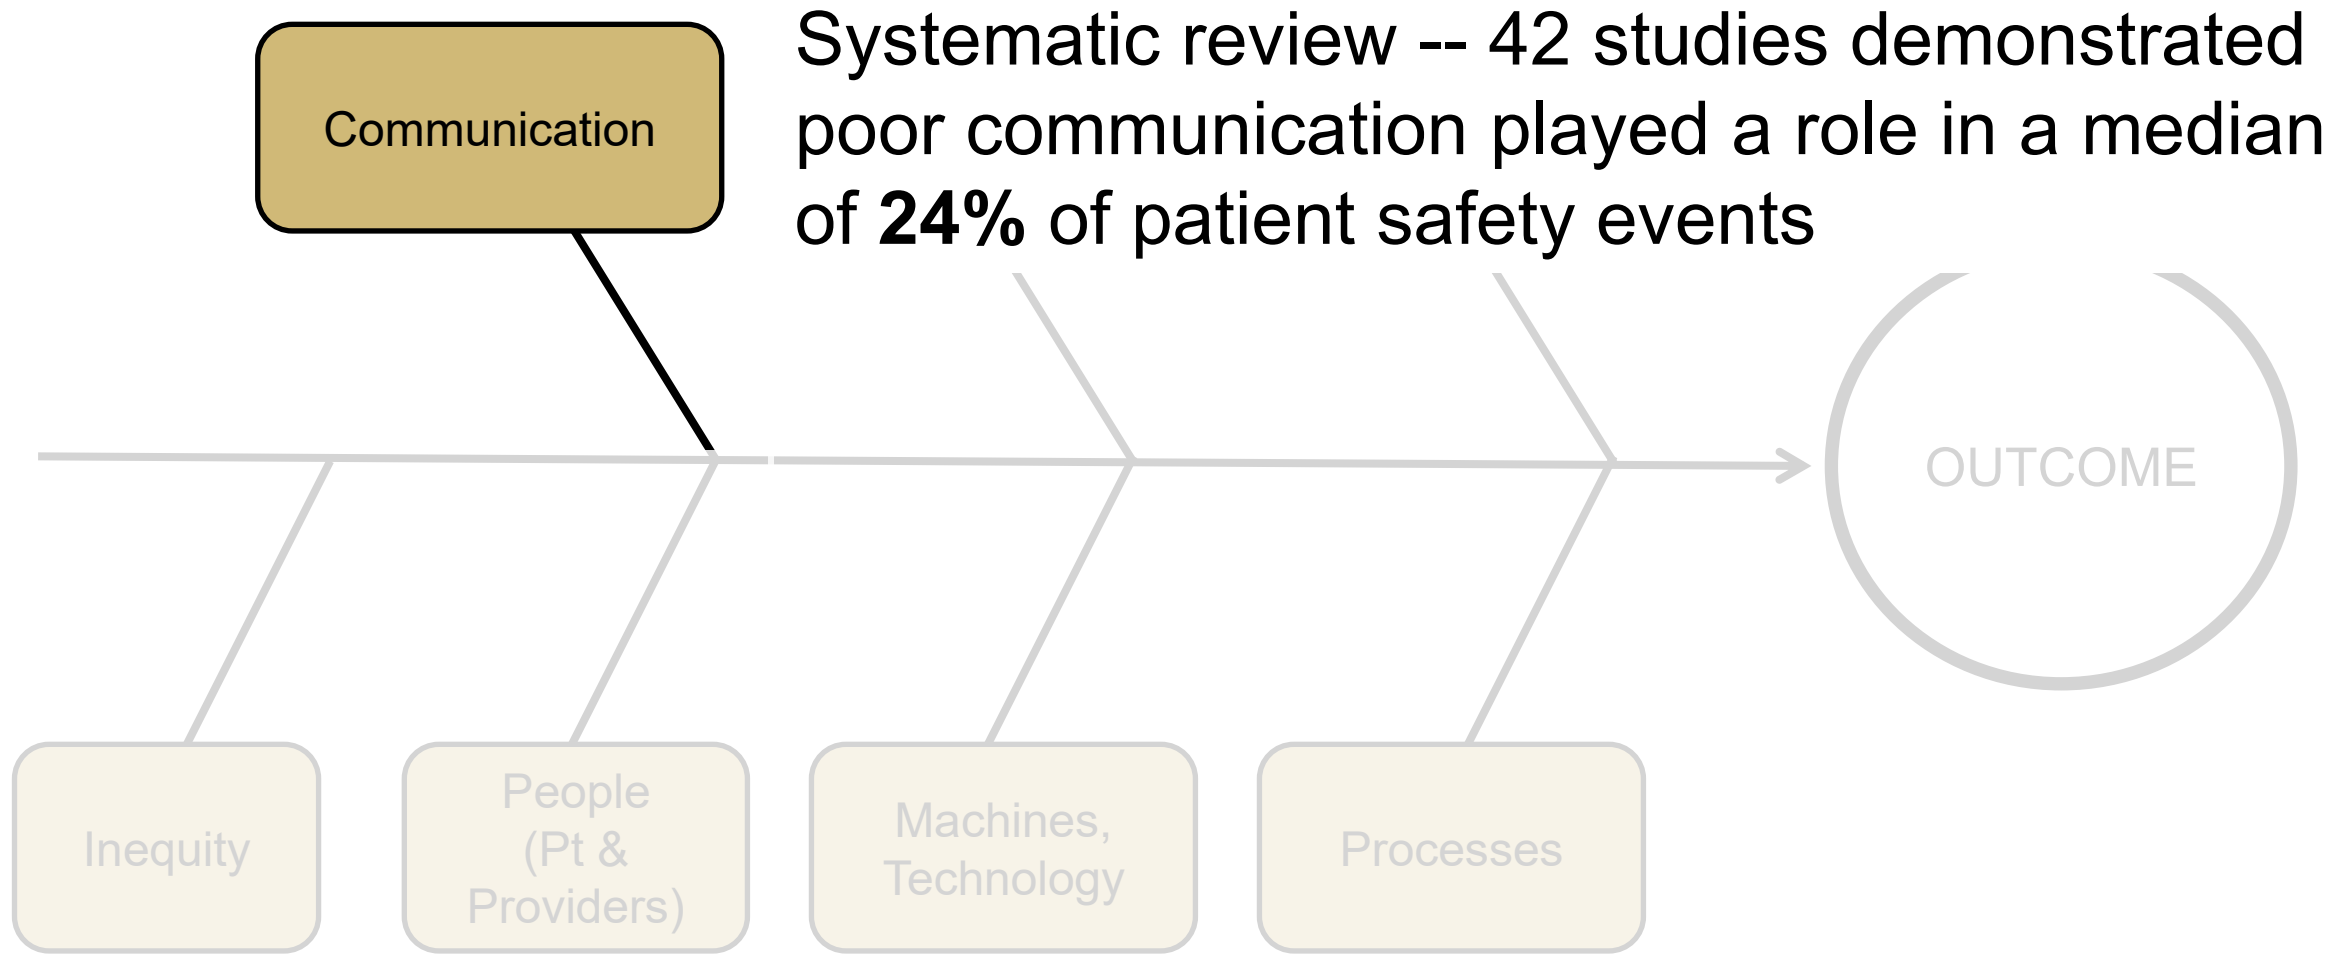 Communication
Systematic review -- 42 studies demonstrated
poor communication played a role in a median
of 24% of patient safety events
OUTCOME
Inequity
People
(Pt &
Providers)
Machines,
Technology
Processes